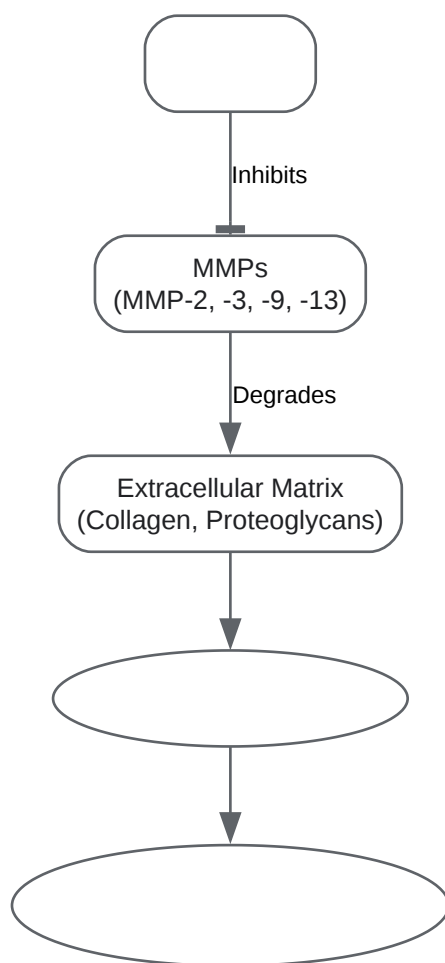 Inhibits
MMPs
(MMP-2, -3, -9, -13)
Degrades
Extracellular Matrix
(Collagen, Proteoglycans)